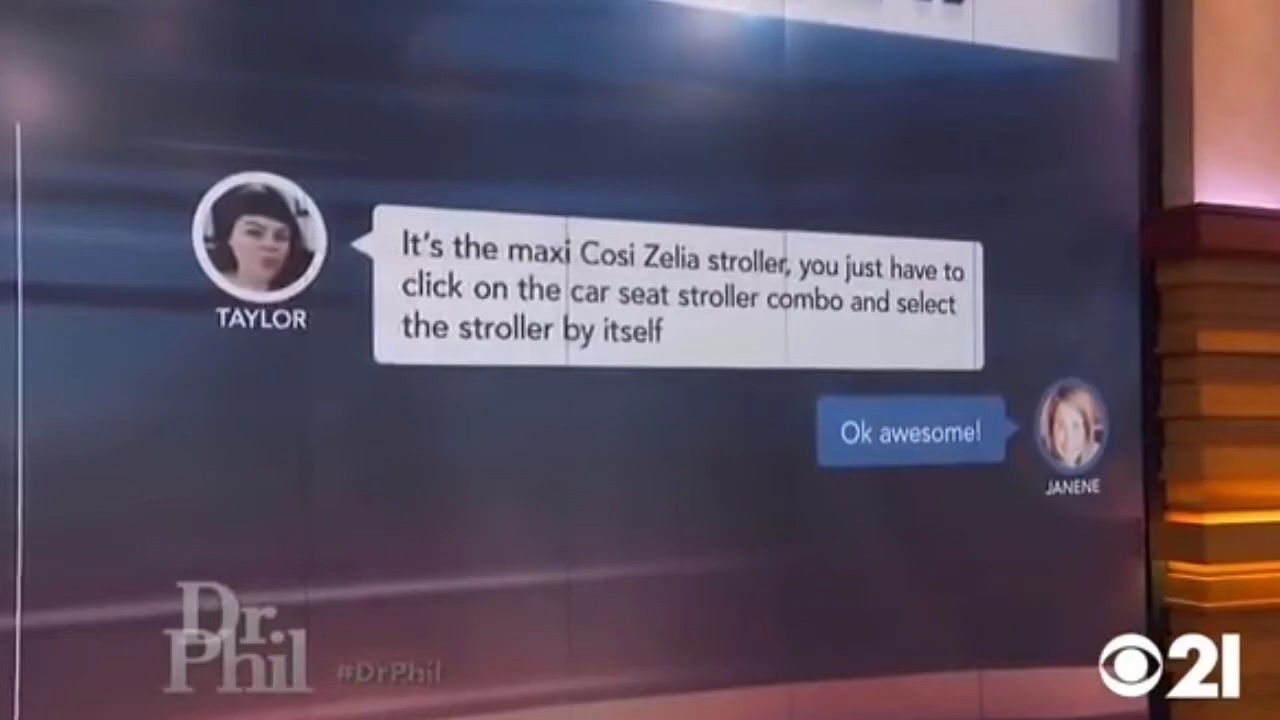 TAYLOR
It's the maxi Cosi Zelia stroller, you just have to
click on the car seat stroller combo and select
the stroller by itself
Ok awesome!
JANENE
Dr.
Phil
#DrPhil
21